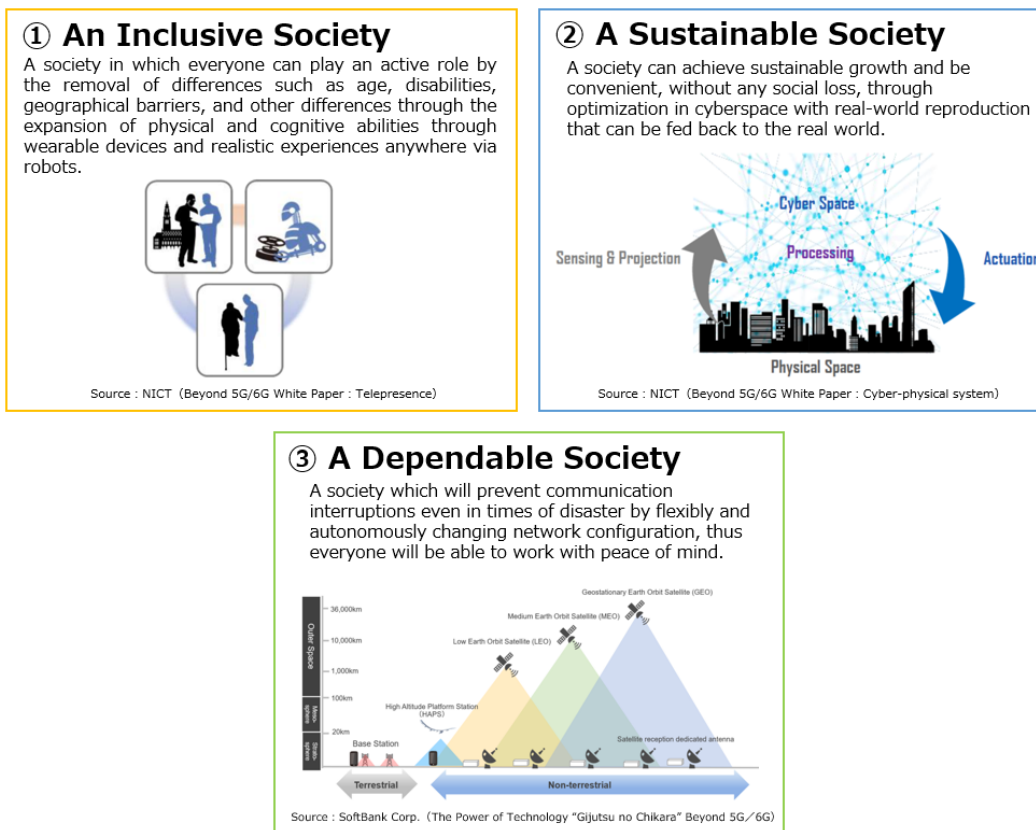 ① An Inclusive Society
A society in which everyone can play an active role by
the removal of differences such as age, disabilities,
geographical barriers, and other differences through the
expansion of physical and cognitive abilities through
wearable devices and realistic experiences anywhere via
robots.
Source : NICT（Beyond 5G/6G White Paper : Telepresence）
② A Sustainable Society
A society can achieve sustainable growth and be
convenient, without any social loss, through
optimization in cyberspace with real-world reproduction
that can be fed back to the real world.
Cyber Space
Sensing & Projection
Processing
Actuation
Physical Space
Source : NICT（Beyond 5G/6G White Paper : Cyber-physical system）
③ A Dependable Society
A society which will prevent communication
interruptions even in times of disaster by flexibly and
autonomously changing network configuration, thus
everyone will be able to work with peace of mind.
Geostationary Earth Orbit Satellite (GEO)
36,000km
Medium Earth Orbit Satellite (MEO)
Outer Space
10,000km
Low Earth Orbit Satellite (LEO)
1,000km
100km
High Altitude Platform Station
(HAPS)
Meso-
sphere
20km
Base Station
Satellite reception dedicated antenna
Strato-
sphere
Terrestrial
Non-terrestrial
Source : SoftBank Corp.（The Power of Technology “Gijutsu no Chikara” Beyond 5G／6G）